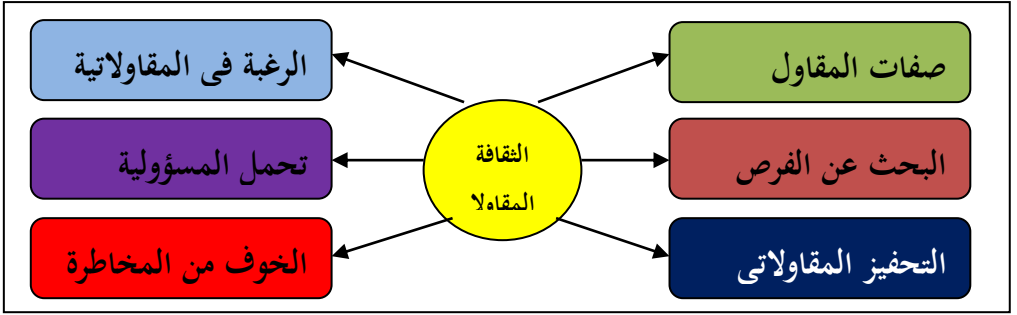 صفات المقاول
الرغبة فى المقاولاتية
البحث عن الفرص
الثقافة
المقاولا
تحمل المسؤولية
التحفيز المقاولاتى
الخوف من المخاطرة